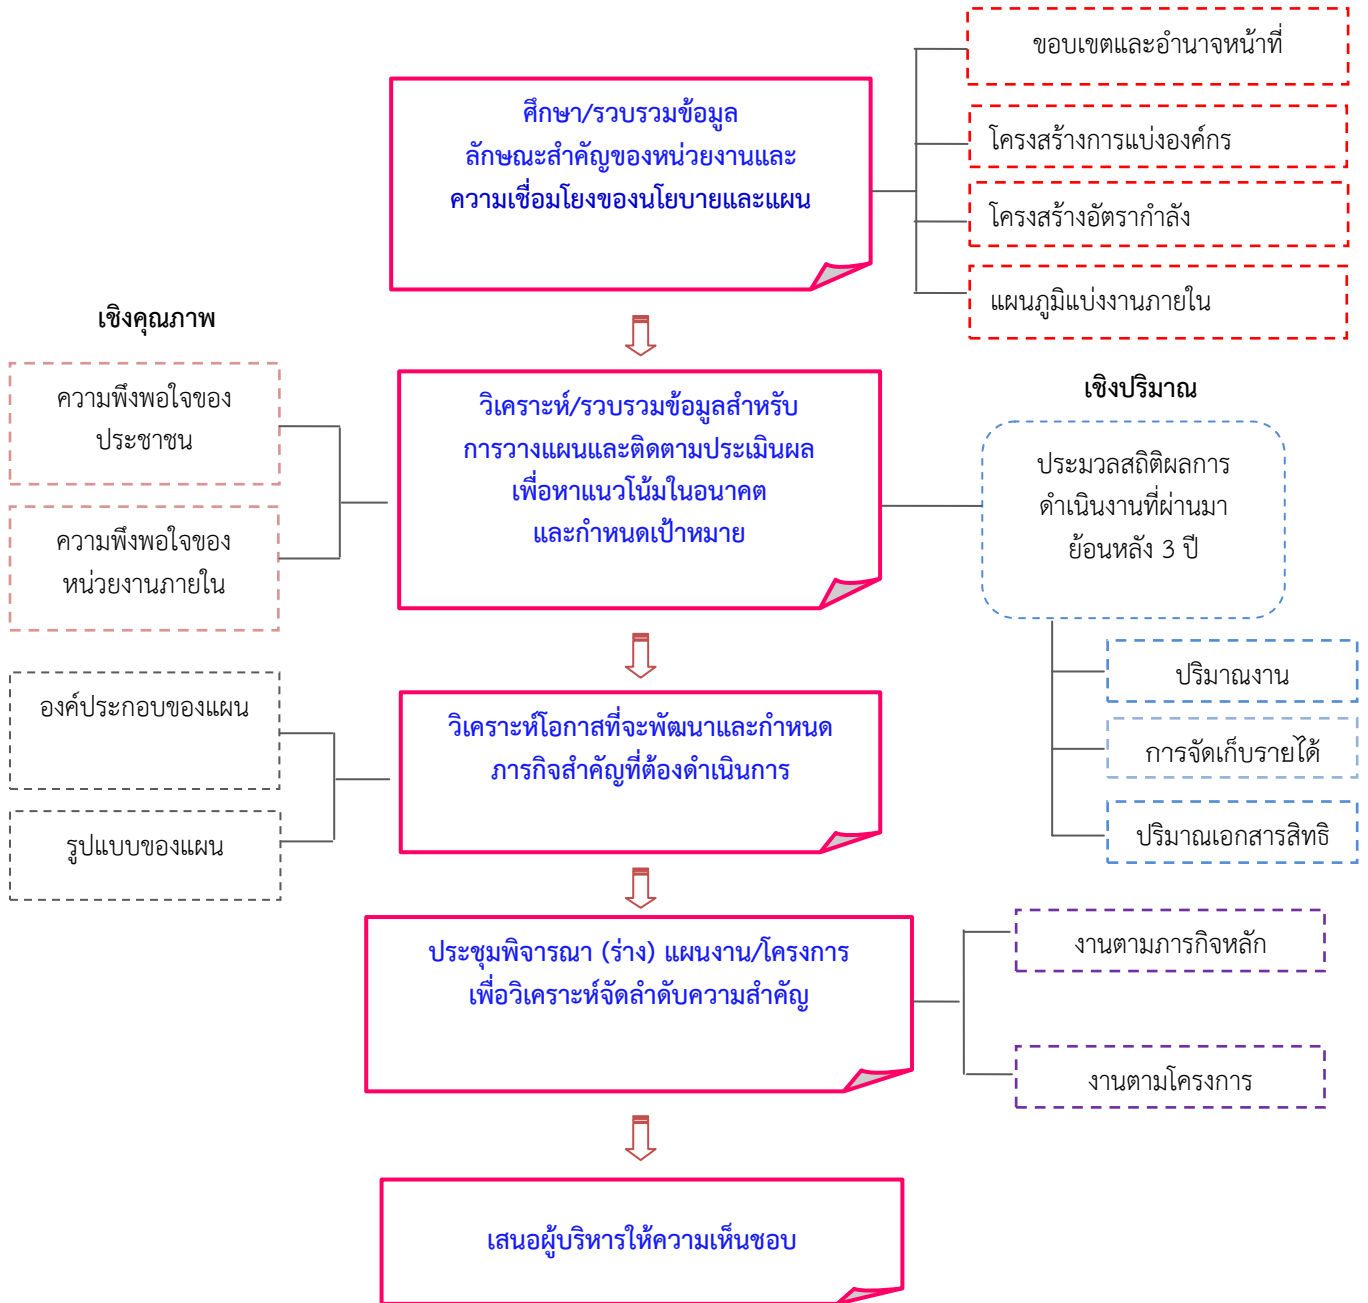 ขอบเขตและอำนาจหน้าที่
ศึกษา/รวบรวมข้อมูล
ลักษณะสำคัญของหน่วยงานและ
ความเชื่อมโยงของนโยบายและแผน
โครงสร้างการแบ่งองค์กร
โครงสร้างอัตรากำลัง
แผนภูมิแบ่งงานภายใน
เชิงคุณภาพ
ความพึงพอใจของ
ประชาชน
ความพึงพอใจของ
หน่วยงานภายใน
วิเคราะห์/รวบรวมข้อมูลสำหรับ
การวางแผนและติดตามประเมินผล
เพื่อหาแนวโน้มในอนาคต
และกำหนดเป้าหมาย
เชิงปริมาณ
ประมวลสถิติผลการ
ดำเนินงานที่ผ่านมา
ย้อนหลัง 3 ปี
ปริมาณงาน
การจัดเก็บรายได้
ปริมาณเอกสารสิทธิ
องค์ประกอบของแผน
รูปแบบของแผน
วิเคราะห์โอกาสที่จะพัฒนาและกำหนด
ภารกิจสำคัญที่ต้องดำเนินการ
ประชุมพิจารณา (ร่าง) แผนงาน/โครงการ
เพื่อวิเคราะห์จัดลำดับความสำคัญ
งานตามภารกิจหลัก
งานตามโครงการ
เสนอผู้บริหารให้ความเห็นชอบ